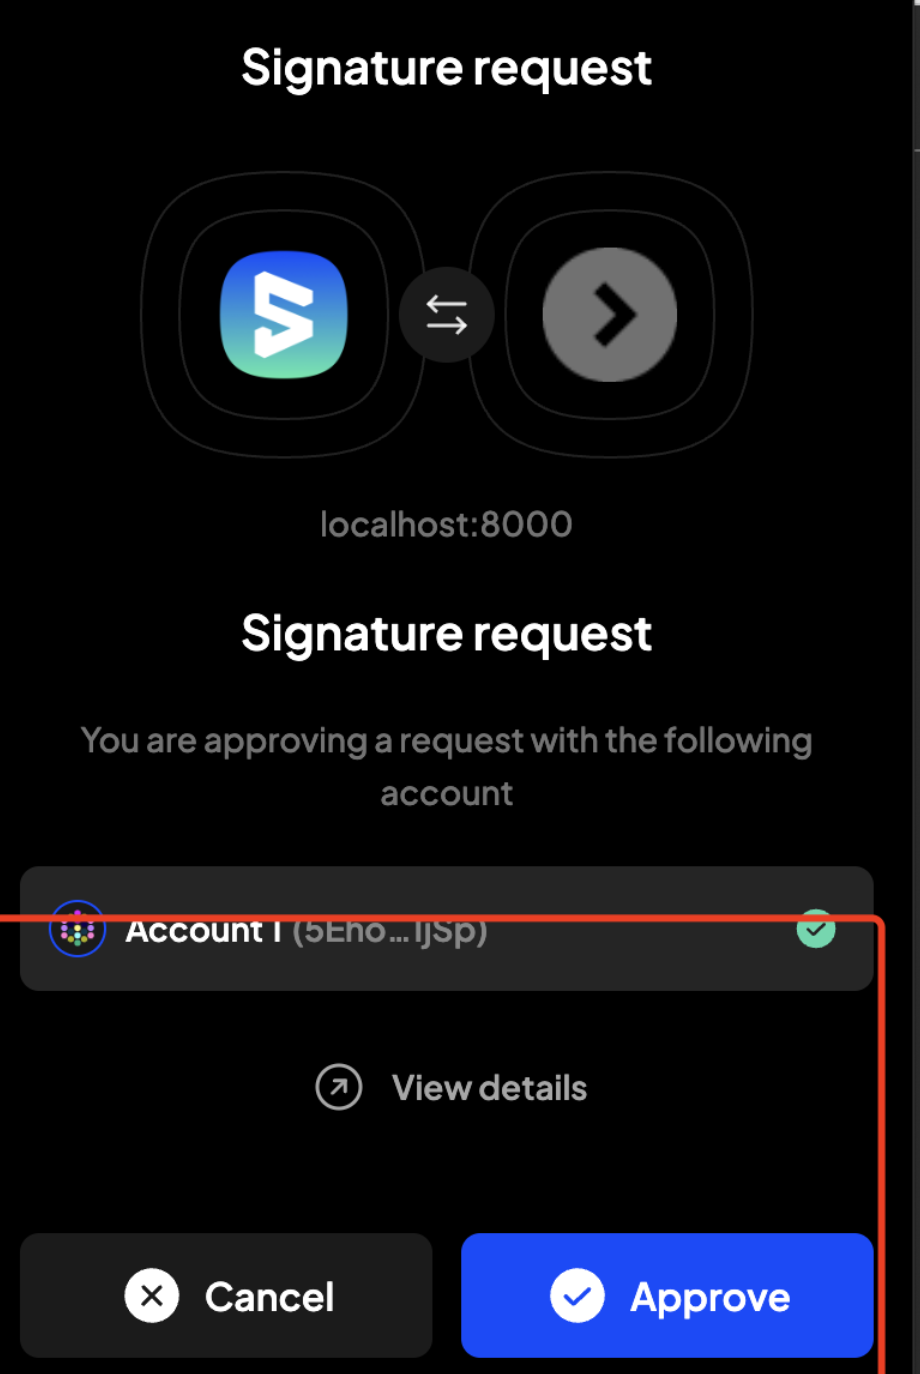 Signature request
localhost:8000
Signature request
You are approving a request with the following
account
Account 1 (5Eho...1jSp)
View details
Cancel
Approve